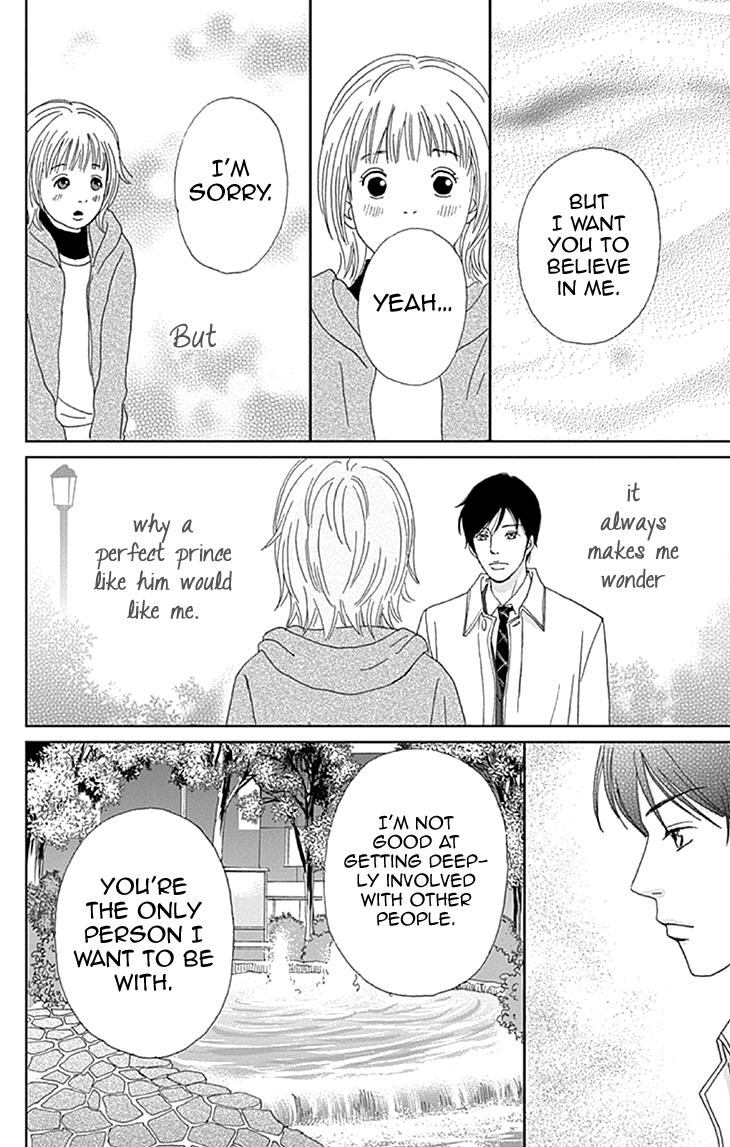 BUT
I WANT
YOU TO
BELIEVE
IN ME.
YEAH...
I'M
SORRY.
But
it
always
makes me
wonder
why a
perfect prince
like him would
like me.
I'M NOT
GOOD AT
GETTING DEEP-
LY INVOLVED
WITH OTHER
PEOPLE.
YOU'RE
THE ONLY
PERSON I
WANT TO BE
WITH.